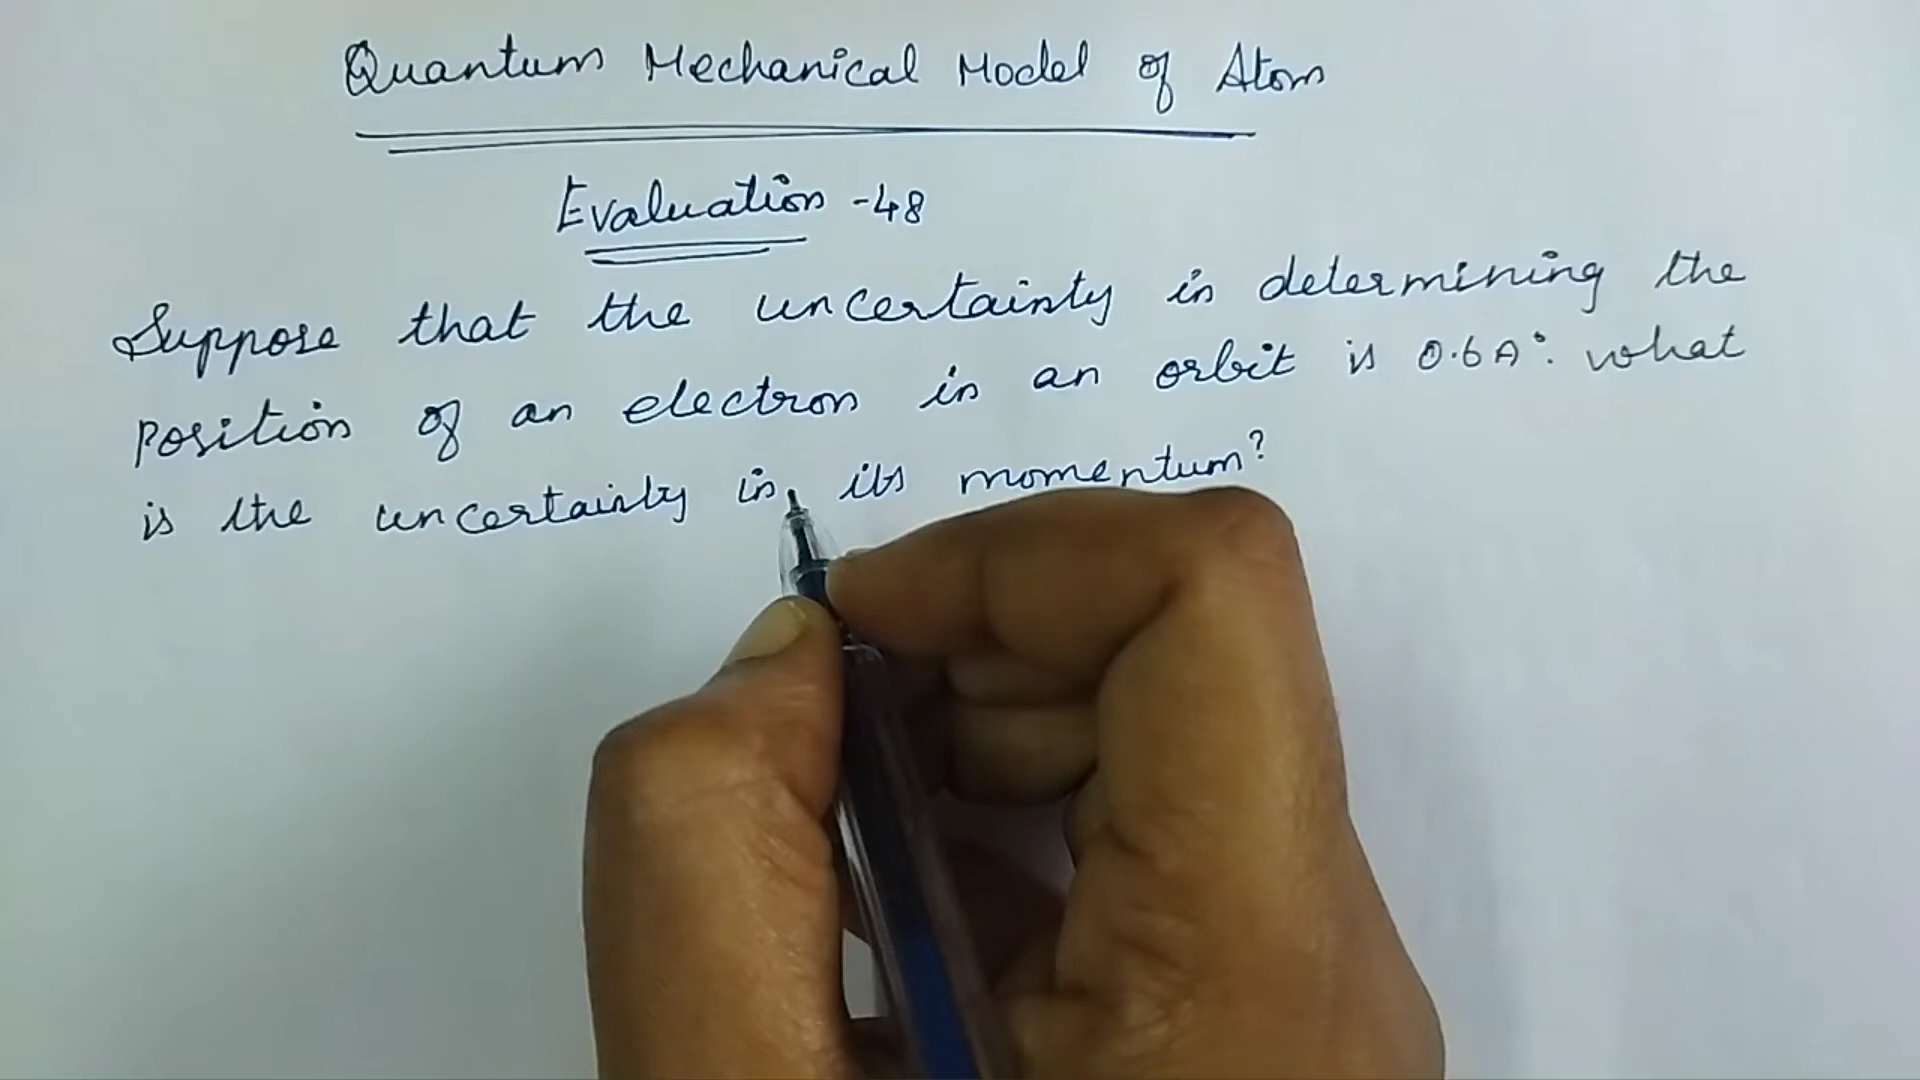 Quantum Mechanical Model of Atom
Evaluation -48
Suppose that the uncertainty in determining the
position of an electron in an orbit is 0.6A°. what
is the uncertainty in its momentum?